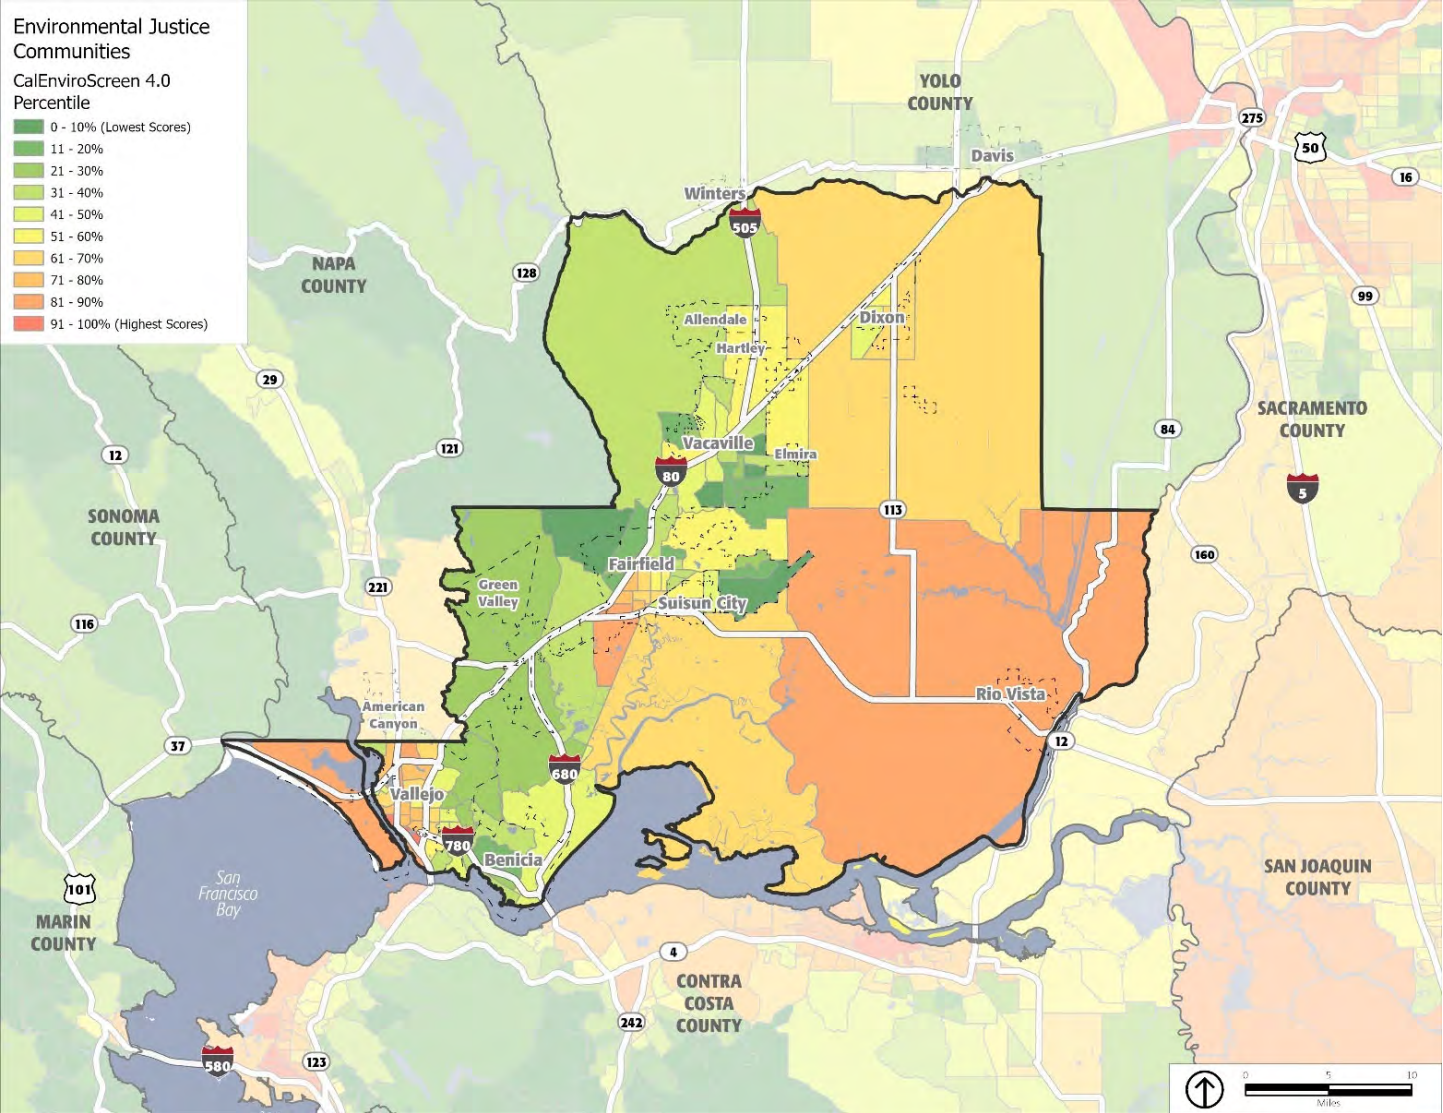 Environmental Justice
Communities
CalEnviroScreen 4.0
Percentile
0 - 10% (Lowest Scores)
11 - 20%
21 - 30%
31 - 40%
41 - 50%
51 - 60%
61 - 70%
71 - 80%
81 - 90%
91 - 100% (Highest Scores)
YOLO
COUNTY
275
50
Davis
16
Winters
505
NAPA
COUNTY
128
99
Allendale
Dixon
Hartley
29
SACRAMENTO
COUNTY
84
Vacaville
121
12
Elmira
80
5
113
SONOMA
COUNTY
160
Fairfield
221
Green
Valley
Suisun City
116
Rio Vista
American
Canyon
37
12
680
Vallejo
780
Benicia
San
Francisco
Bay
SAN JOAQUIN
COUNTY
101
MARIN
COUNTY
4
CONTRA
COSTA
COUNTY
242
580
123
0 5 10
Miles